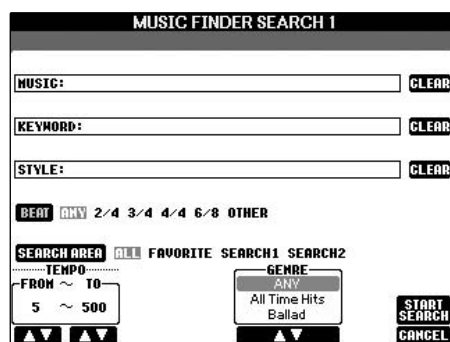 MUSIC FINDER SEARCH 1
MUSIC: CLEAR
KEYWORD: CLEAR
STYLE: CLEAR
BEAT ANY 2/4 3/4 4/4 6/8 OTHER
SEARCH AREA ALL FAVORITE SEARCH1 SEARCH2
TEMPO
FROM ~ TO
5 ~ 500
GENRE
ANY
All Time Hits
Ballad
START SEARCH
CANCEL